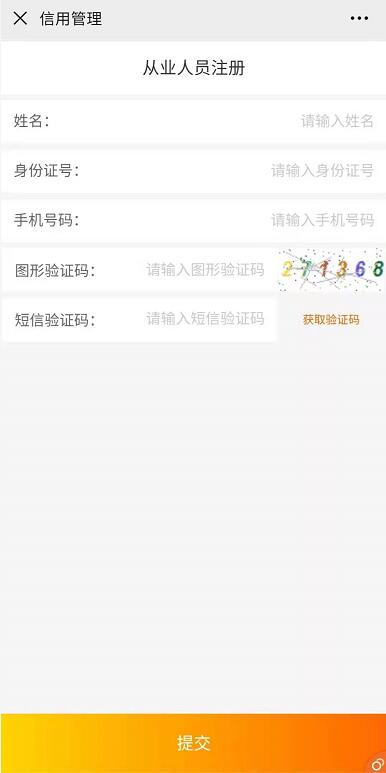 信用管理
从业人员注册
姓名： 请输入姓名
身份证号： 请输入身份证号
手机号码： 请输入手机号码
图形验证码： 请输入图形验证码 271368
短信验证码： 请输入短信验证码 获取验证码
提交